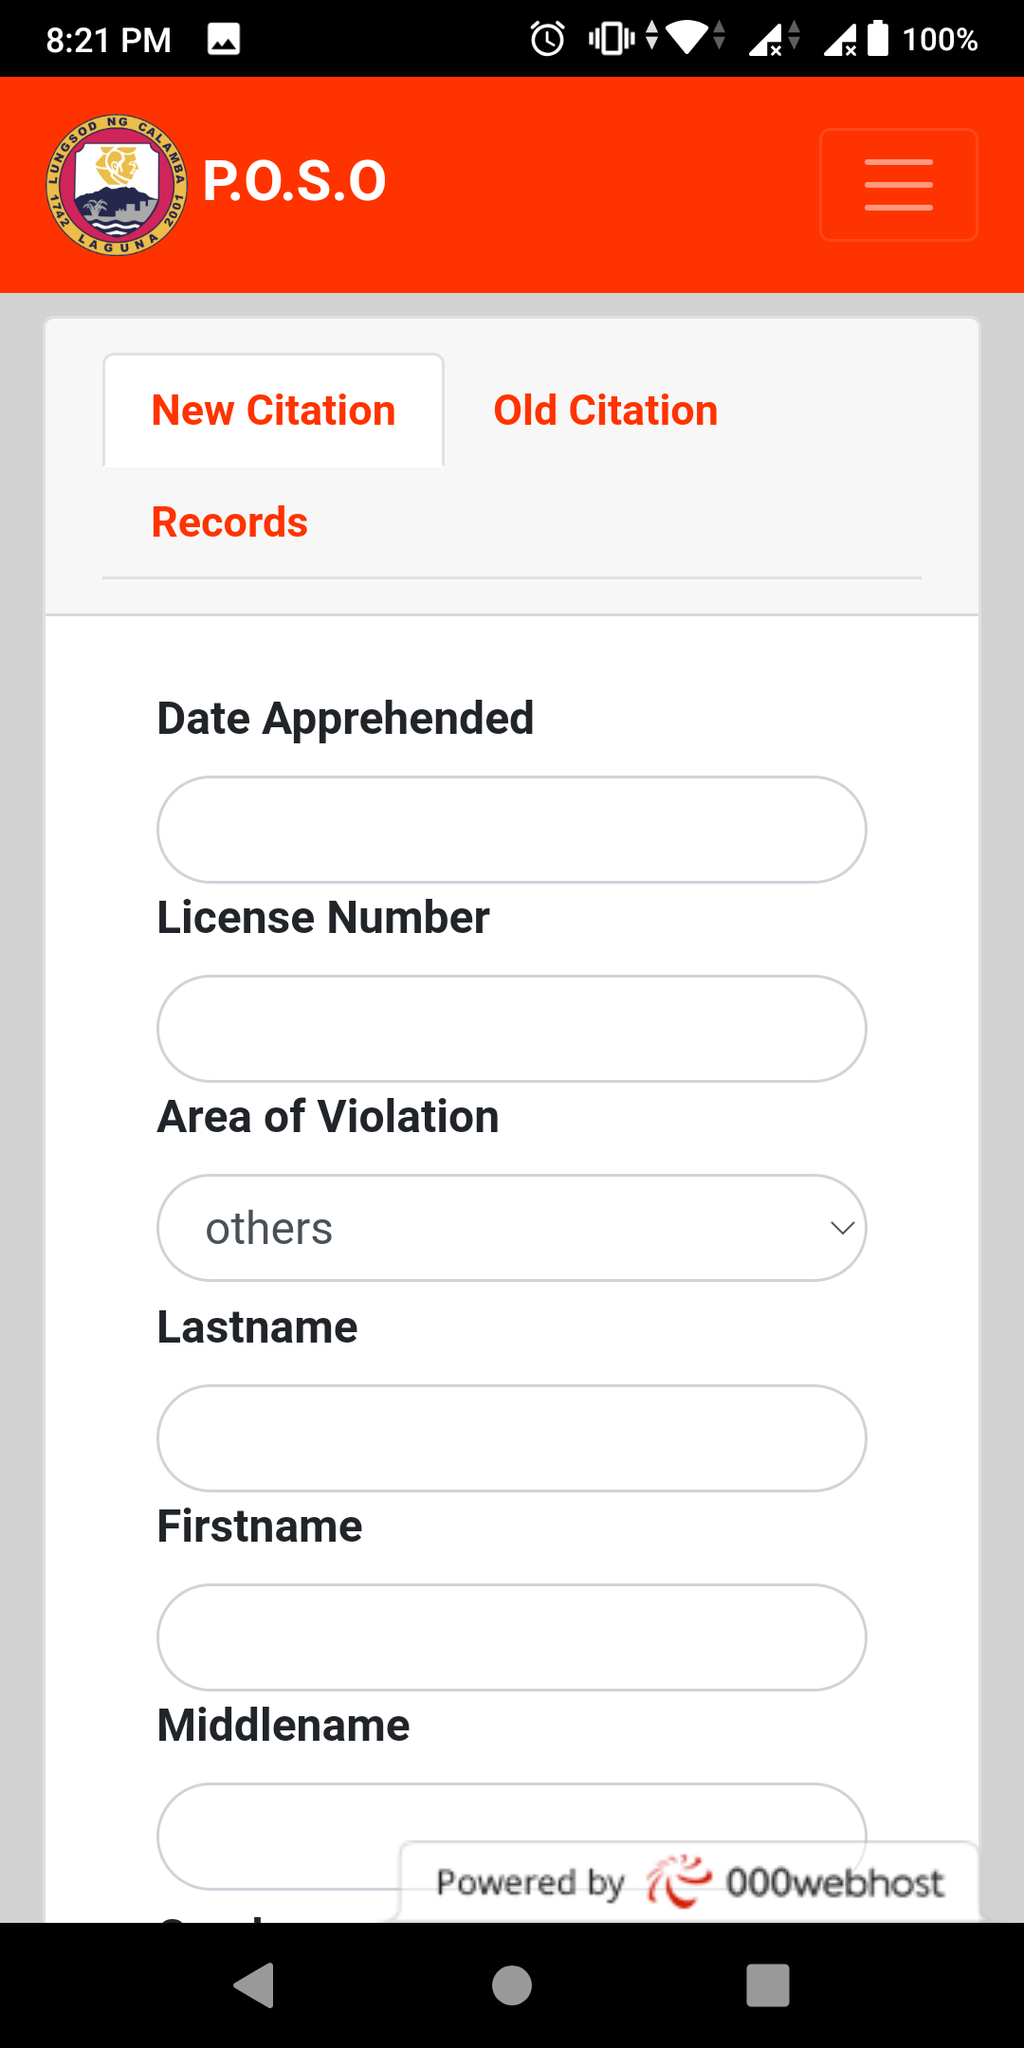 8:21 PM
100%
LUNGSOD NG CALAMBA
1742 LAGUNA 2001
P.O.S.O
New Citation
Old Citation
Records
Date Apprehended
License Number
Area of Violation
others
Lastname
Firstname
Middlename
Powered by 000webhost